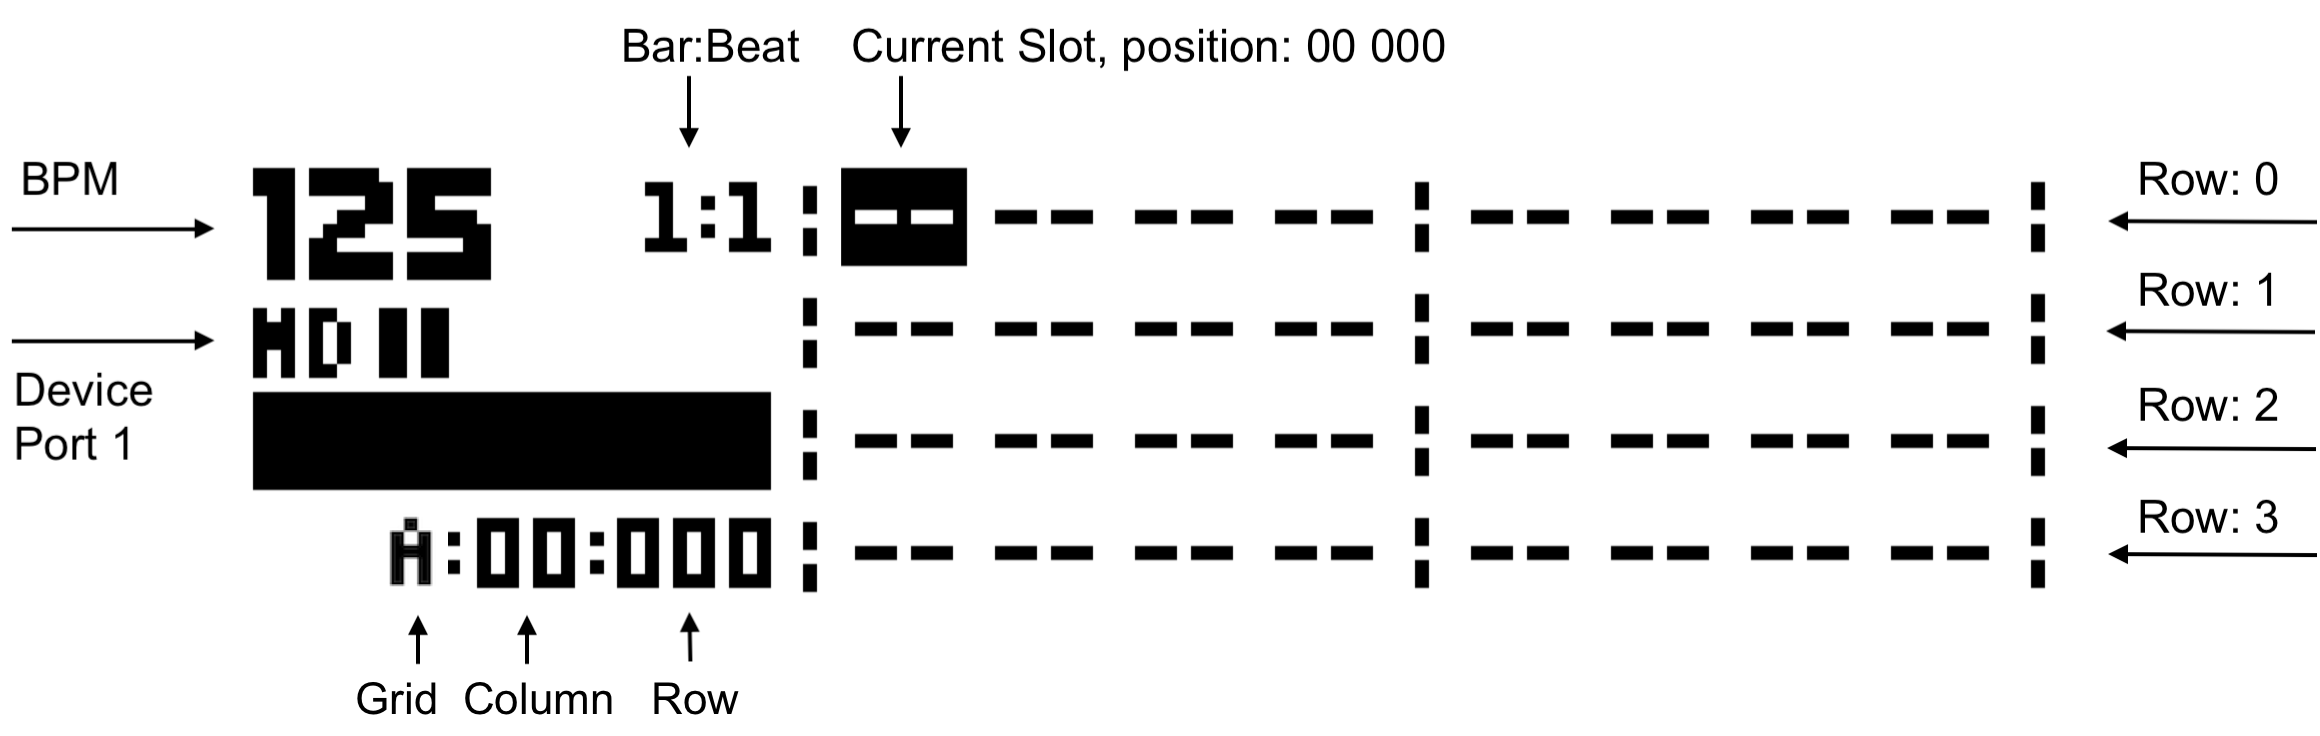 Bar:Beat Current Slot, position: 00 000
BPM
125 1:1 ¦ -- -- -- -- ¦ -- -- -- -- ¦
Row: 0
MD II ¦ -- -- -- -- ¦ -- -- -- -- ¦
Row: 1
Device
Port 1
¦ -- -- -- -- ¦ -- -- -- -- ¦
Row: 2
A:00:000 ¦ -- -- -- -- ¦ -- -- -- -- ¦
Row: 3
Grid Column Row